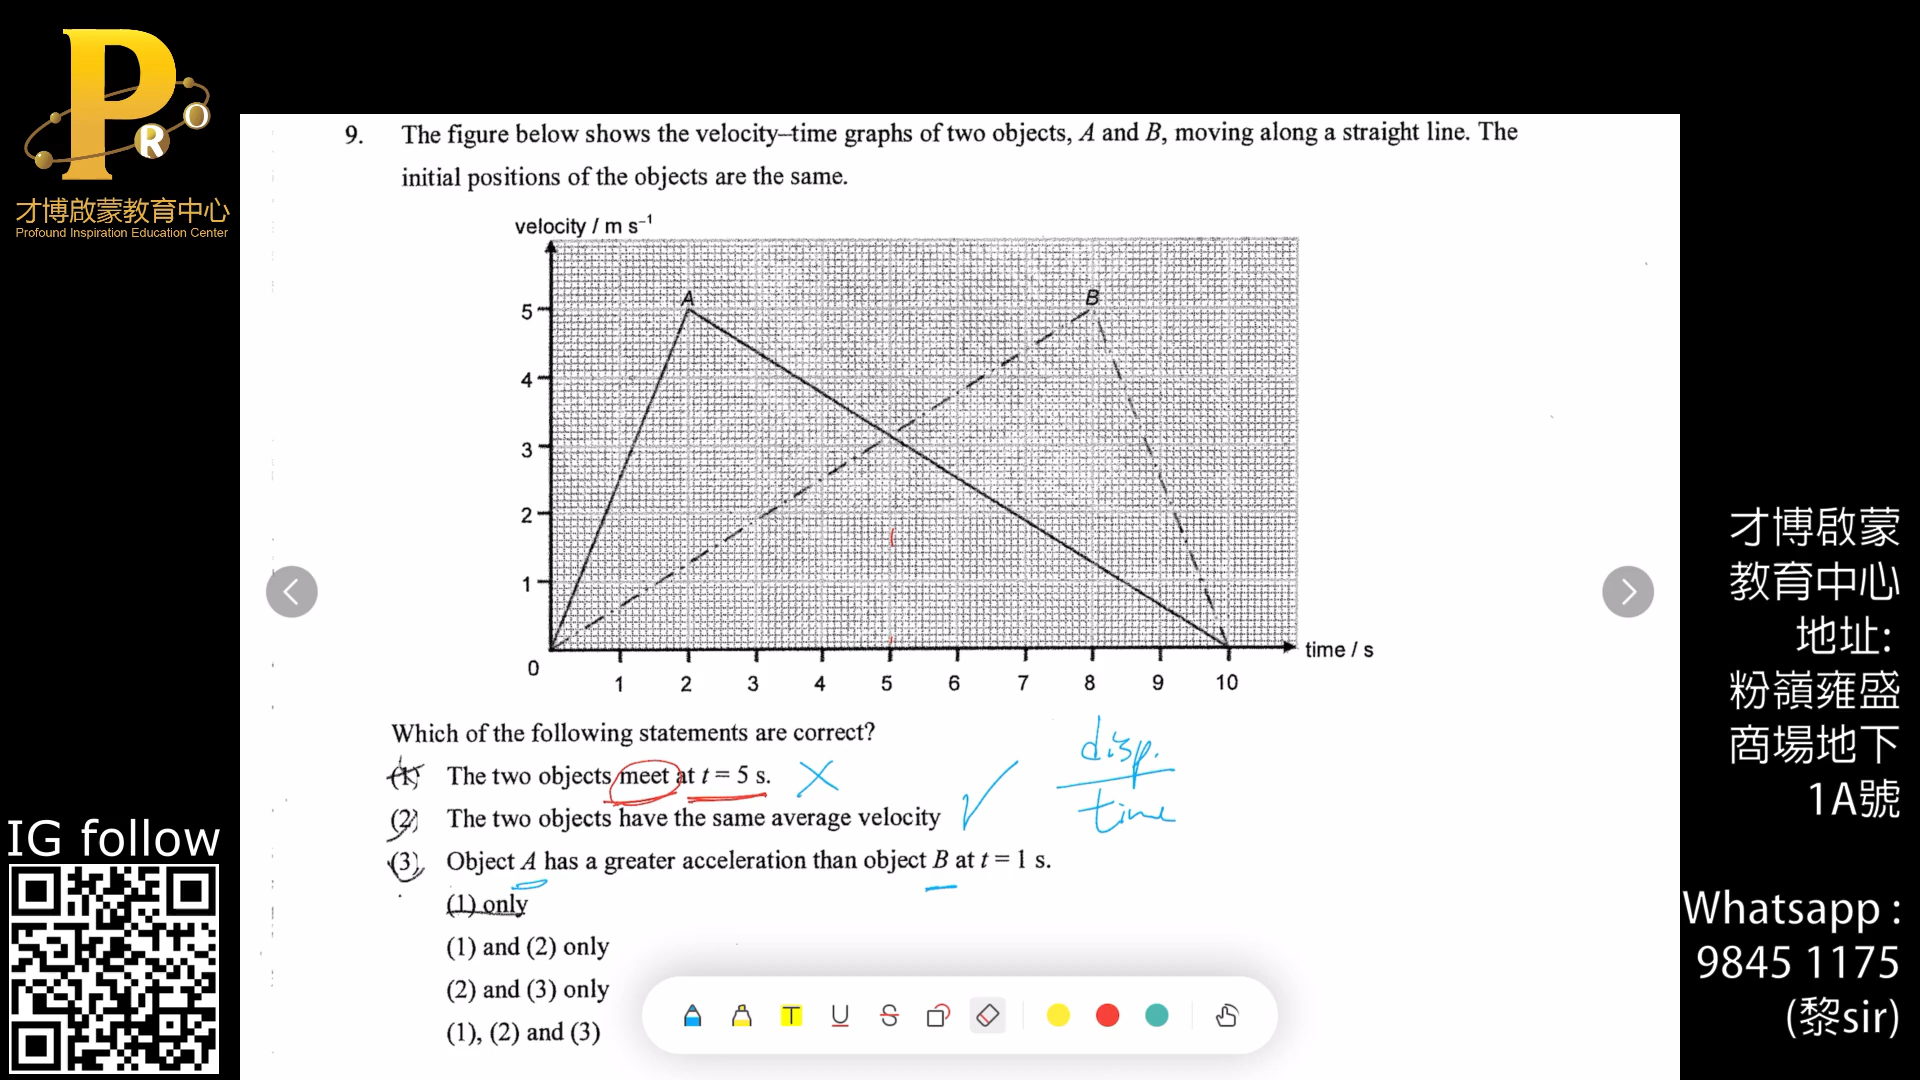 P
R
O
才博啟蒙教育中心
Profound Inspiration Education Center
9. The figure below shows the velocity–time graphs of two objects, A and B, moving along a straight line. The
initial positions of the objects are the same.
velocity / m s⁻¹
A
B
5
4
3
2
1
0
1 2 3 4 5 6 7 8 9 10
time / s
Which of the following statements are correct?
(1) The two objects meet at t = 5 s.
(2) The two objects have the same average velocity
(3) Object A has a greater acceleration than object B at t = 1 s.
disp.
time
(1) only
(1) and (2) only
(2) and (3) only
(1), (2) and (3)
T U S
IG follow
才博啟蒙
教育中心
地址:
粉嶺雍盛
商場地下
1A號
Whatsapp :
9845 1175
(黎sir)